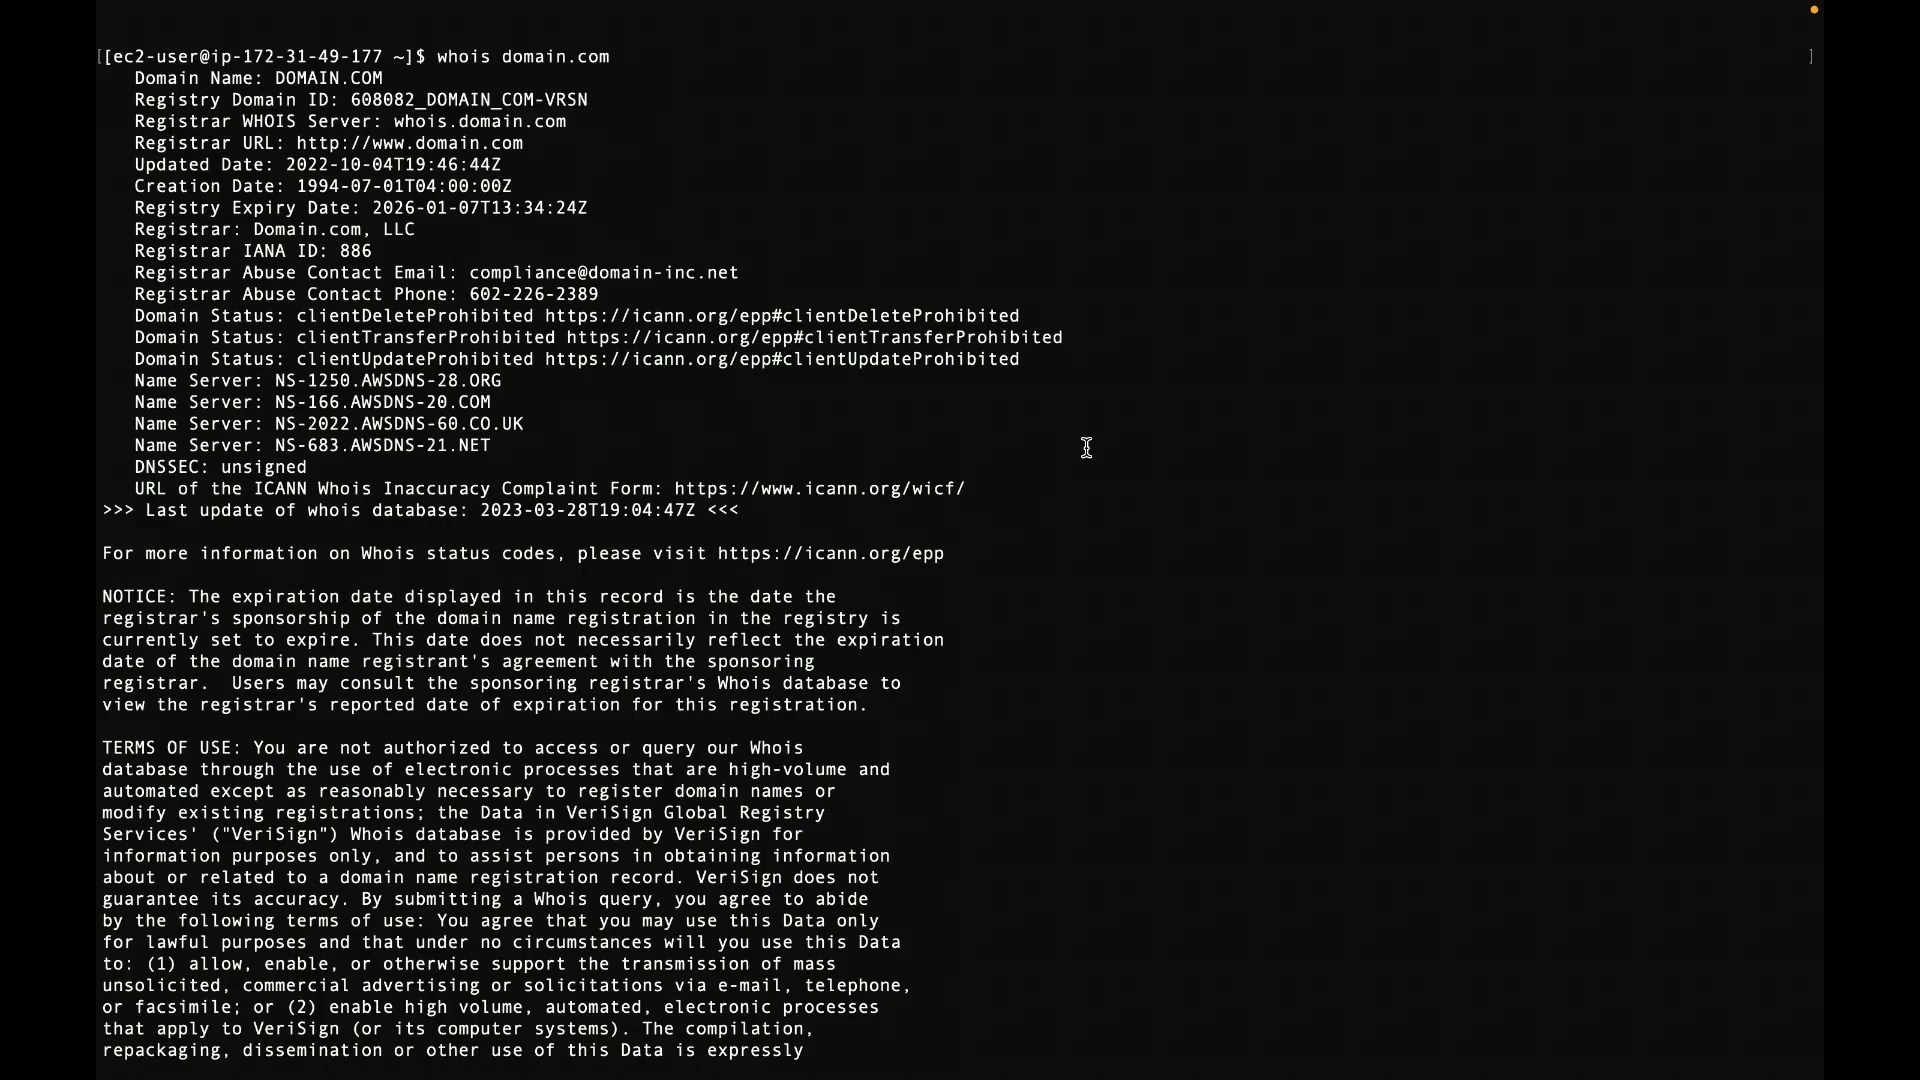 [[ec2-user@ip-172-31-49-177 ~]$ whois domain.com ]
Domain Name: DOMAIN.COM
Registry Domain ID: 608082_DOMAIN_COM-VRSN
Registrar WHOIS Server: whois.domain.com
Registrar URL: http://www.domain.com
Updated Date: 2022-10-04T19:46:44Z
Creation Date: 1994-07-01T04:00:00Z
Registry Expiry Date: 2026-01-07T13:34:24Z
Registrar: Domain.com, LLC
Registrar IANA ID: 886
Registrar Abuse Contact Email: compliance@domain-inc.net
Registrar Abuse Contact Phone: 602-226-2389
Domain Status: clientDeleteProhibited https://icann.org/epp#clientDeleteProhibited
Domain Status: clientTransferProhibited https://icann.org/epp#clientTransferProhibited
Domain Status: clientUpdateProhibited https://icann.org/epp#clientUpdateProhibited
Name Server: NS-1250.AWSDNS-28.ORG
Name Server: NS-166.AWSDNS-20.COM
Name Server: NS-2022.AWSDNS-60.CO.UK
Name Server: NS-683.AWSDNS-21.NET
DNSSEC: unsigned
URL of the ICANN Whois Inaccuracy Complaint Form: https://www.icann.org/wicf/
>>> Last update of whois database: 2023-03-28T19:04:47Z <<<
For more information on Whois status codes, please visit https://icann.org/epp
NOTICE: The expiration date displayed in this record is the date the
registrar's sponsorship of the domain name registration in the registry is
currently set to expire. This date does not necessarily reflect the expiration
date of the domain name registrant's agreement with the sponsoring
registrar.  Users may consult the sponsoring registrar's Whois database to
view the registrar's reported date of expiration for this registration.
TERMS OF USE: You are not authorized to access or query our Whois
database through the use of electronic processes that are high-volume and
automated except as reasonably necessary to register domain names or
modify existing registrations; the Data in VeriSign Global Registry
Services' ("VeriSign") Whois database is provided by VeriSign for
information purposes only, and to assist persons in obtaining information
about or related to a domain name registration record. VeriSign does not
guarantee its accuracy. By submitting a Whois query, you agree to abide
by the following terms of use: You agree that you may use this Data only
for lawful purposes and that under no circumstances will you use this Data
to: (1) allow, enable, or otherwise support the transmission of mass
unsolicited, commercial advertising or solicitations via e-mail, telephone,
or facsimile; or (2) enable high volume, automated, electronic processes
that apply to VeriSign (or its computer systems). The compilation,
repackaging, dissemination or other use of this Data is expressly